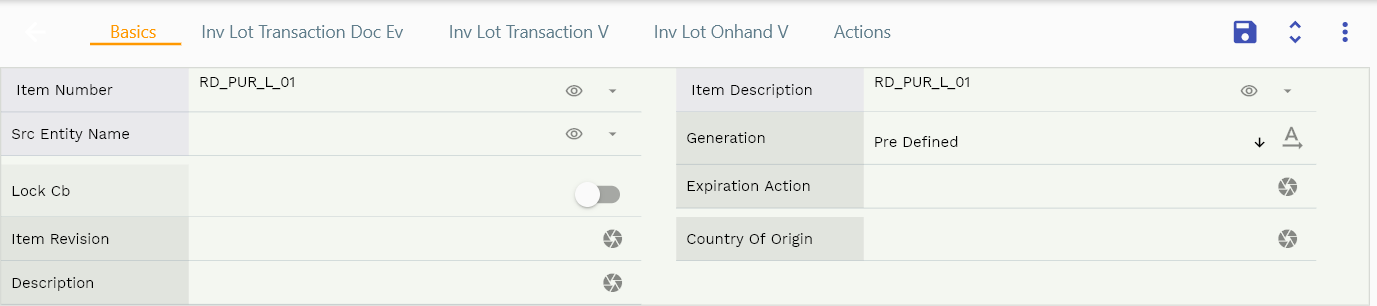 Basics Inv Lot Transaction Doc Ev Inv Lot Transaction V Inv Lot Onhand V Actions
Item Number RD_PUR_L_01 Item Description RD_PUR_L_01
Src Entity Name Generation Pre Defined
Lock Cb Expiration Action
Item Revision Country Of Origin
Description